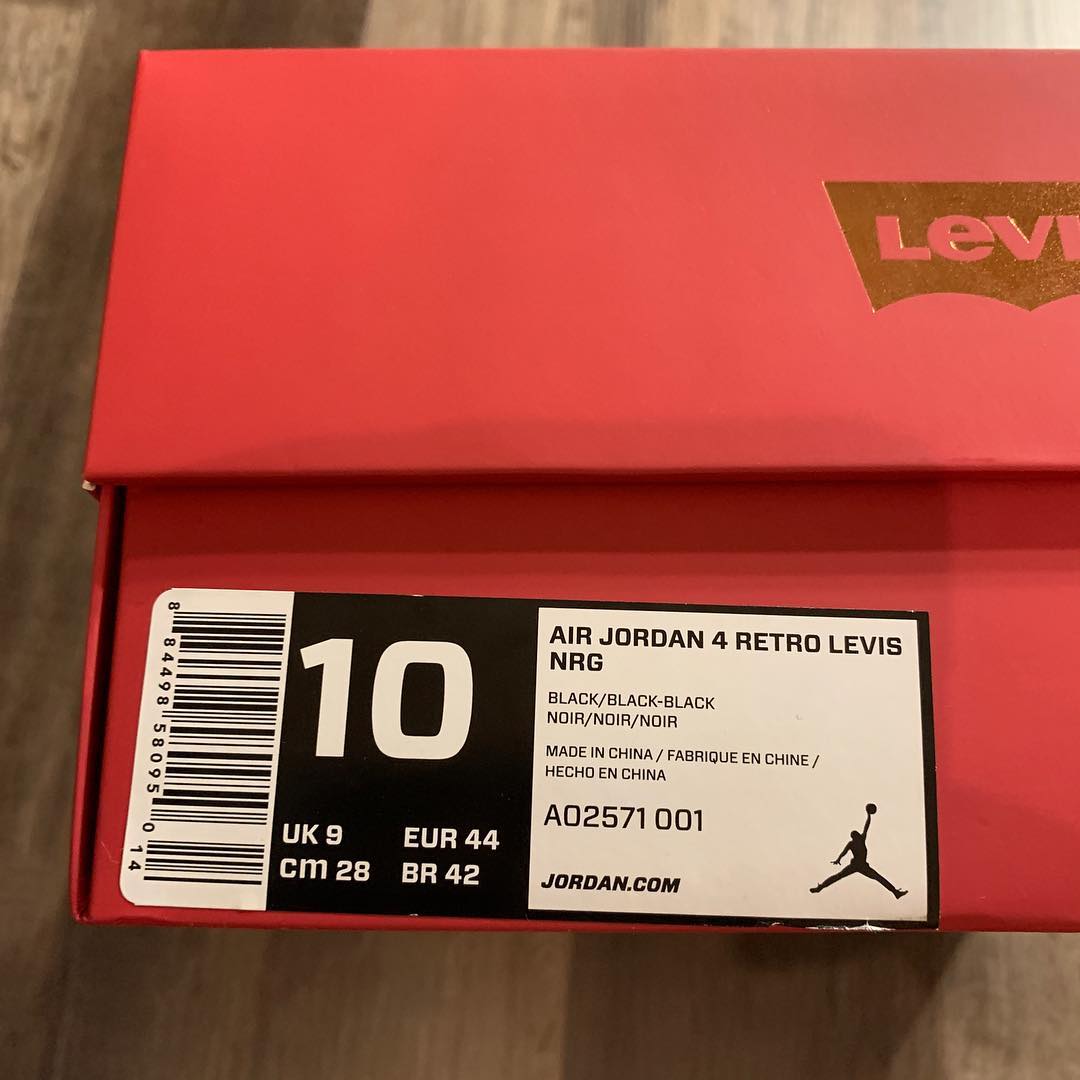 Levi
10
UK 9 EUR 44
cm 28 BR 42
AIR JORDAN 4 RETRO LEVIS
NRG
BLACK/BLACK-BLACK
NOIR/NOIR/NOIR
MADE IN CHINA / FABRIQUE EN CHINE /
HECHO EN CHINA
AO2571 001
JORDAN.COM
8 84498 58095 0 14